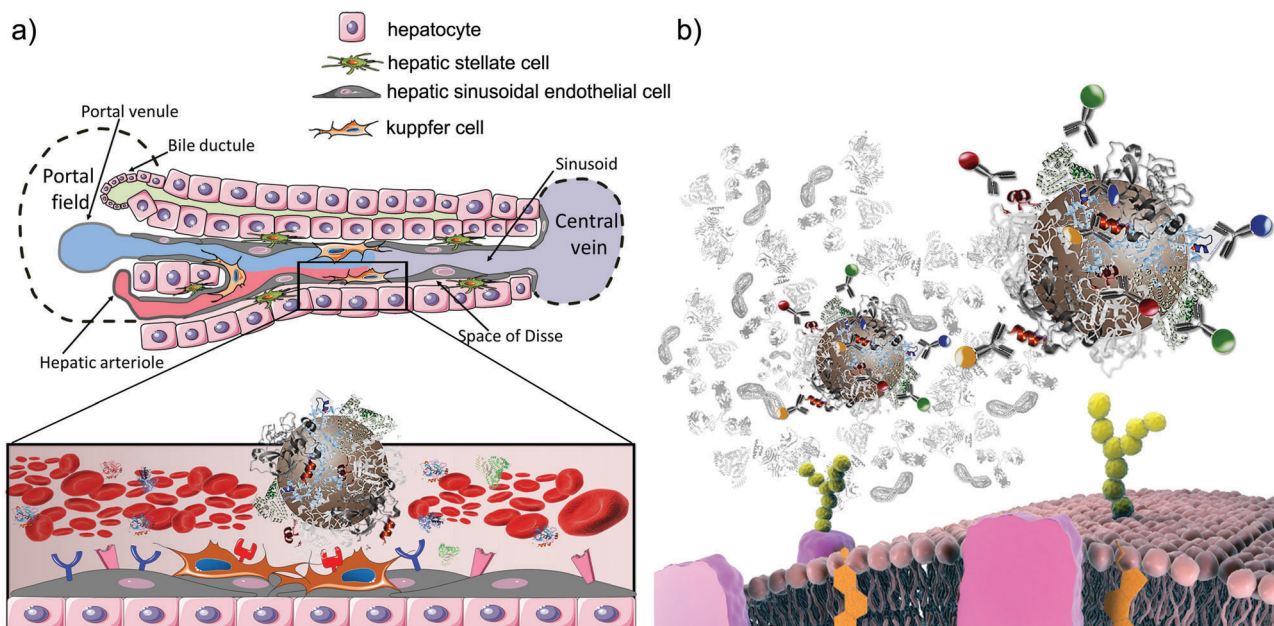 a)
hepatocyte
hepatic stellate cell
hepatic sinusoidal endothelial cell
kuppfer cell
Portal venule
Bile ductule
Portal
field
Sinusoid
Central
vein
Space of Disse
Hepatic arteriole
b)